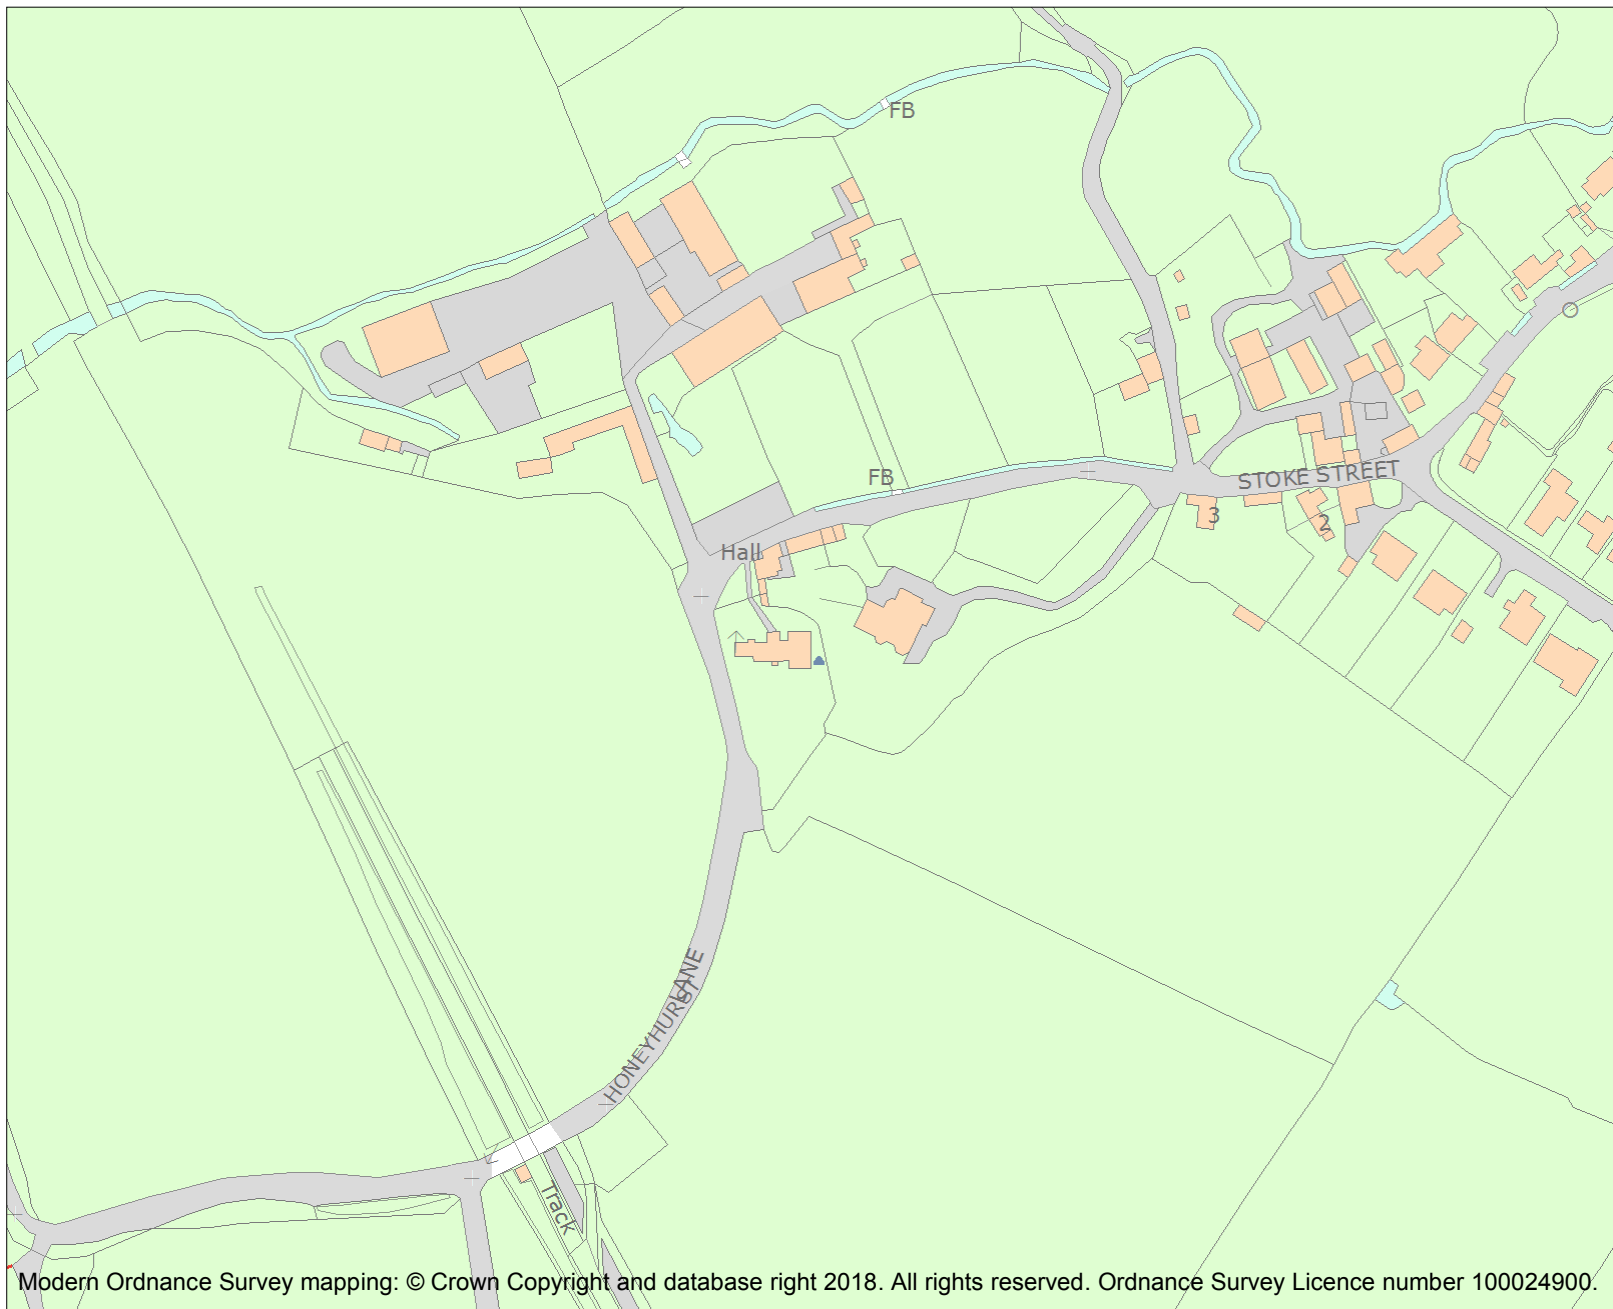 FB
FB
STOKE STREET
3
2
Hall
HONEYHURST
LANE
Track
Modern Ordnance Survey mapping: © Crown Copyright and database right 2018. All rights reserved. Ordnance Survey Licence number 100024900.